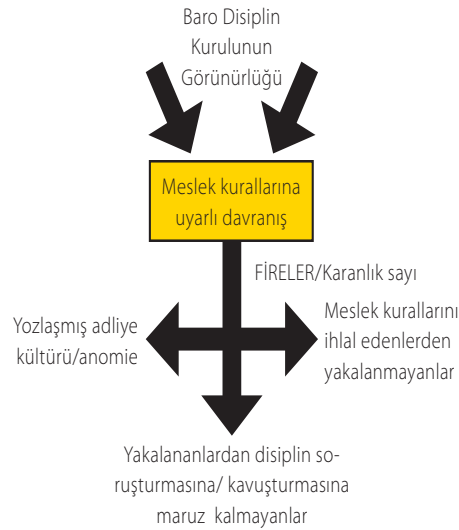 Baro Disiplin
Kurulunun
Görünürlüğü
Meslek kurallarına
uyarlı davranış
FİRELER/Karanlık sayı
Yozlaşmış adliye
kültürü/anomie
Meslek kurallarını
ihlal edenlerden
yakalanmayanlar
Yakalananlardan disiplin so-
ruşturmasına/ kavuşturmasına
maruz kalmayanlar